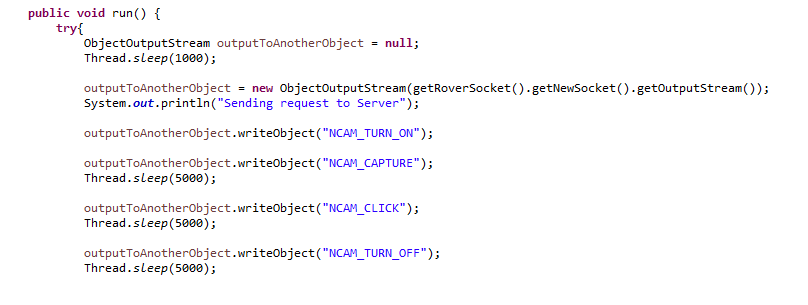 public void run() {
try{
ObjectOutputStream outputToAnotherObject = null;
Thread.sleep(1000);
outputToAnotherObject = new ObjectOutputStream(getRoverSocket().getNewSocket().getOutputStream());
System.out.println("Sending request to Server");
outputToAnotherObject.writeObject("NCAM_TURN_ON");
outputToAnotherObject.writeObject("NCAM_CAPTURE");
Thread.sleep(5000);
outputToAnotherObject.writeObject("NCAM_CLICK");
Thread.sleep(5000);
outputToAnotherObject.writeObject("NCAM_TURN_OFF");
Thread.sleep(5000);